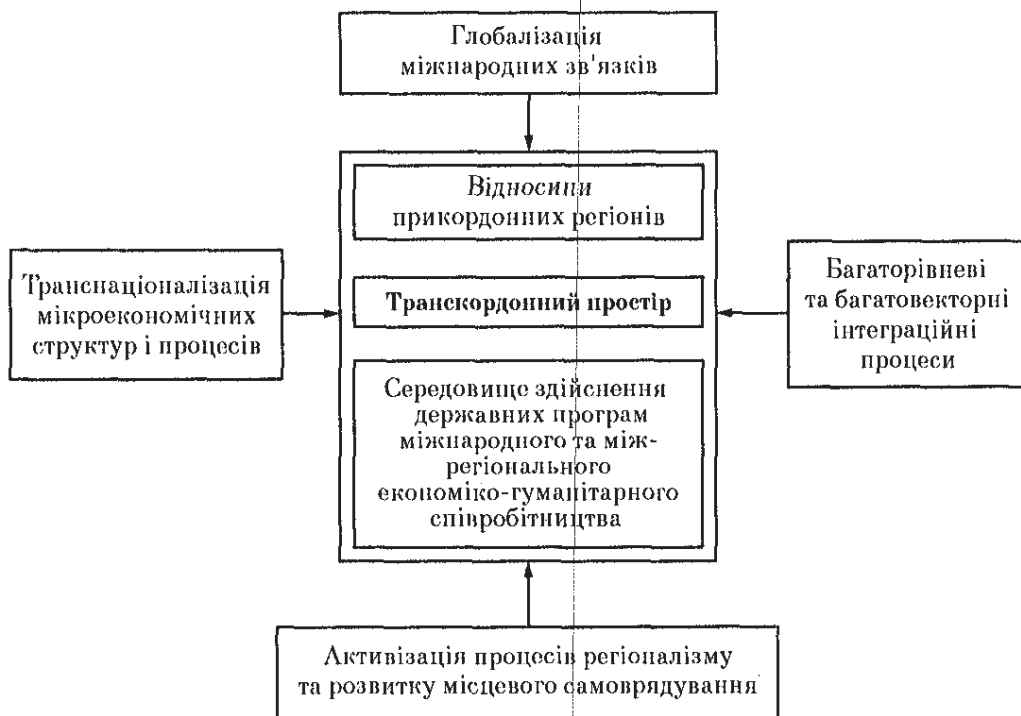 Глобалізація
міжнародних зв'язків
Відносини
прикордонних регіонів
Транснаціоналізація
мікроекономічних
структур і процесів
Транскордонний простір
Багаторівневі
та багатовекторні
інтеграційні
процеси
Середовище здійснення
державних програм
міжнародного та між-
регіонального
економіко-гуманітарного
співробітництва
Активізація процесів регіоналізму
та розвитку місцевого самоврядування